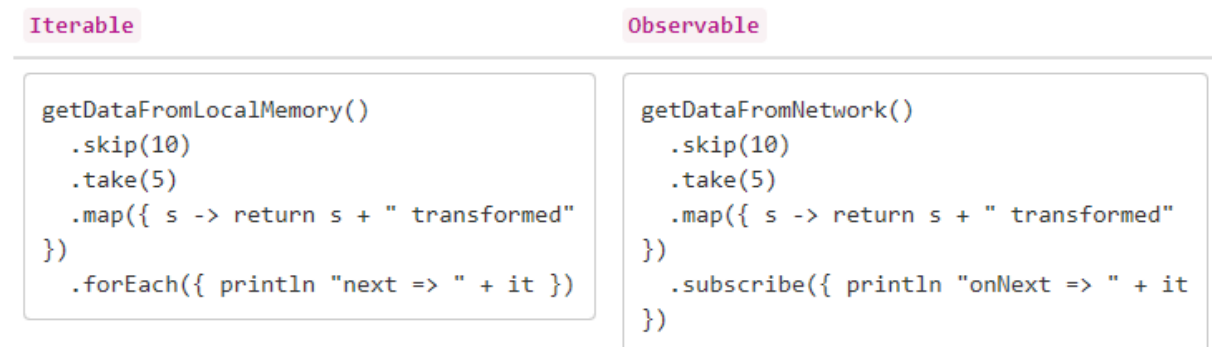 Iterable
Observable
getDataFromLocalMemory()
.skip(10)
.take(5)
.map({ s -> return s + " transformed"
})
.forEach({ println "next => " + it })
getDataFromNetwork()
.skip(10)
.take(5)
.map({ s -> return s + " transformed"
})
.subscribe({ println "onNext => " + it
})